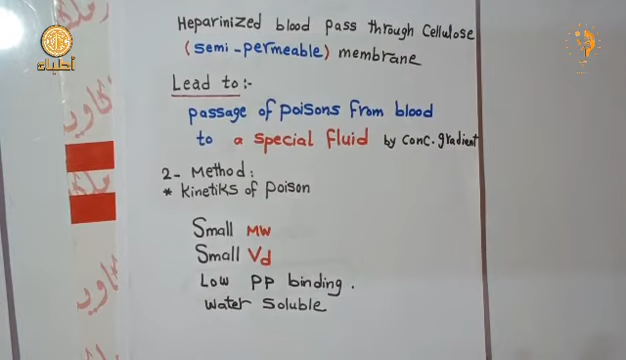 أطباء
Heparinized blood pass through Cellulose
(semi-permeable) membrane
Lead to:-
passage of poisons from blood
to a special fluid by conc. gradient
2- Method:
* Kinetiks of poison
Small MW
Small Vd
Low PP binding.
water soluble